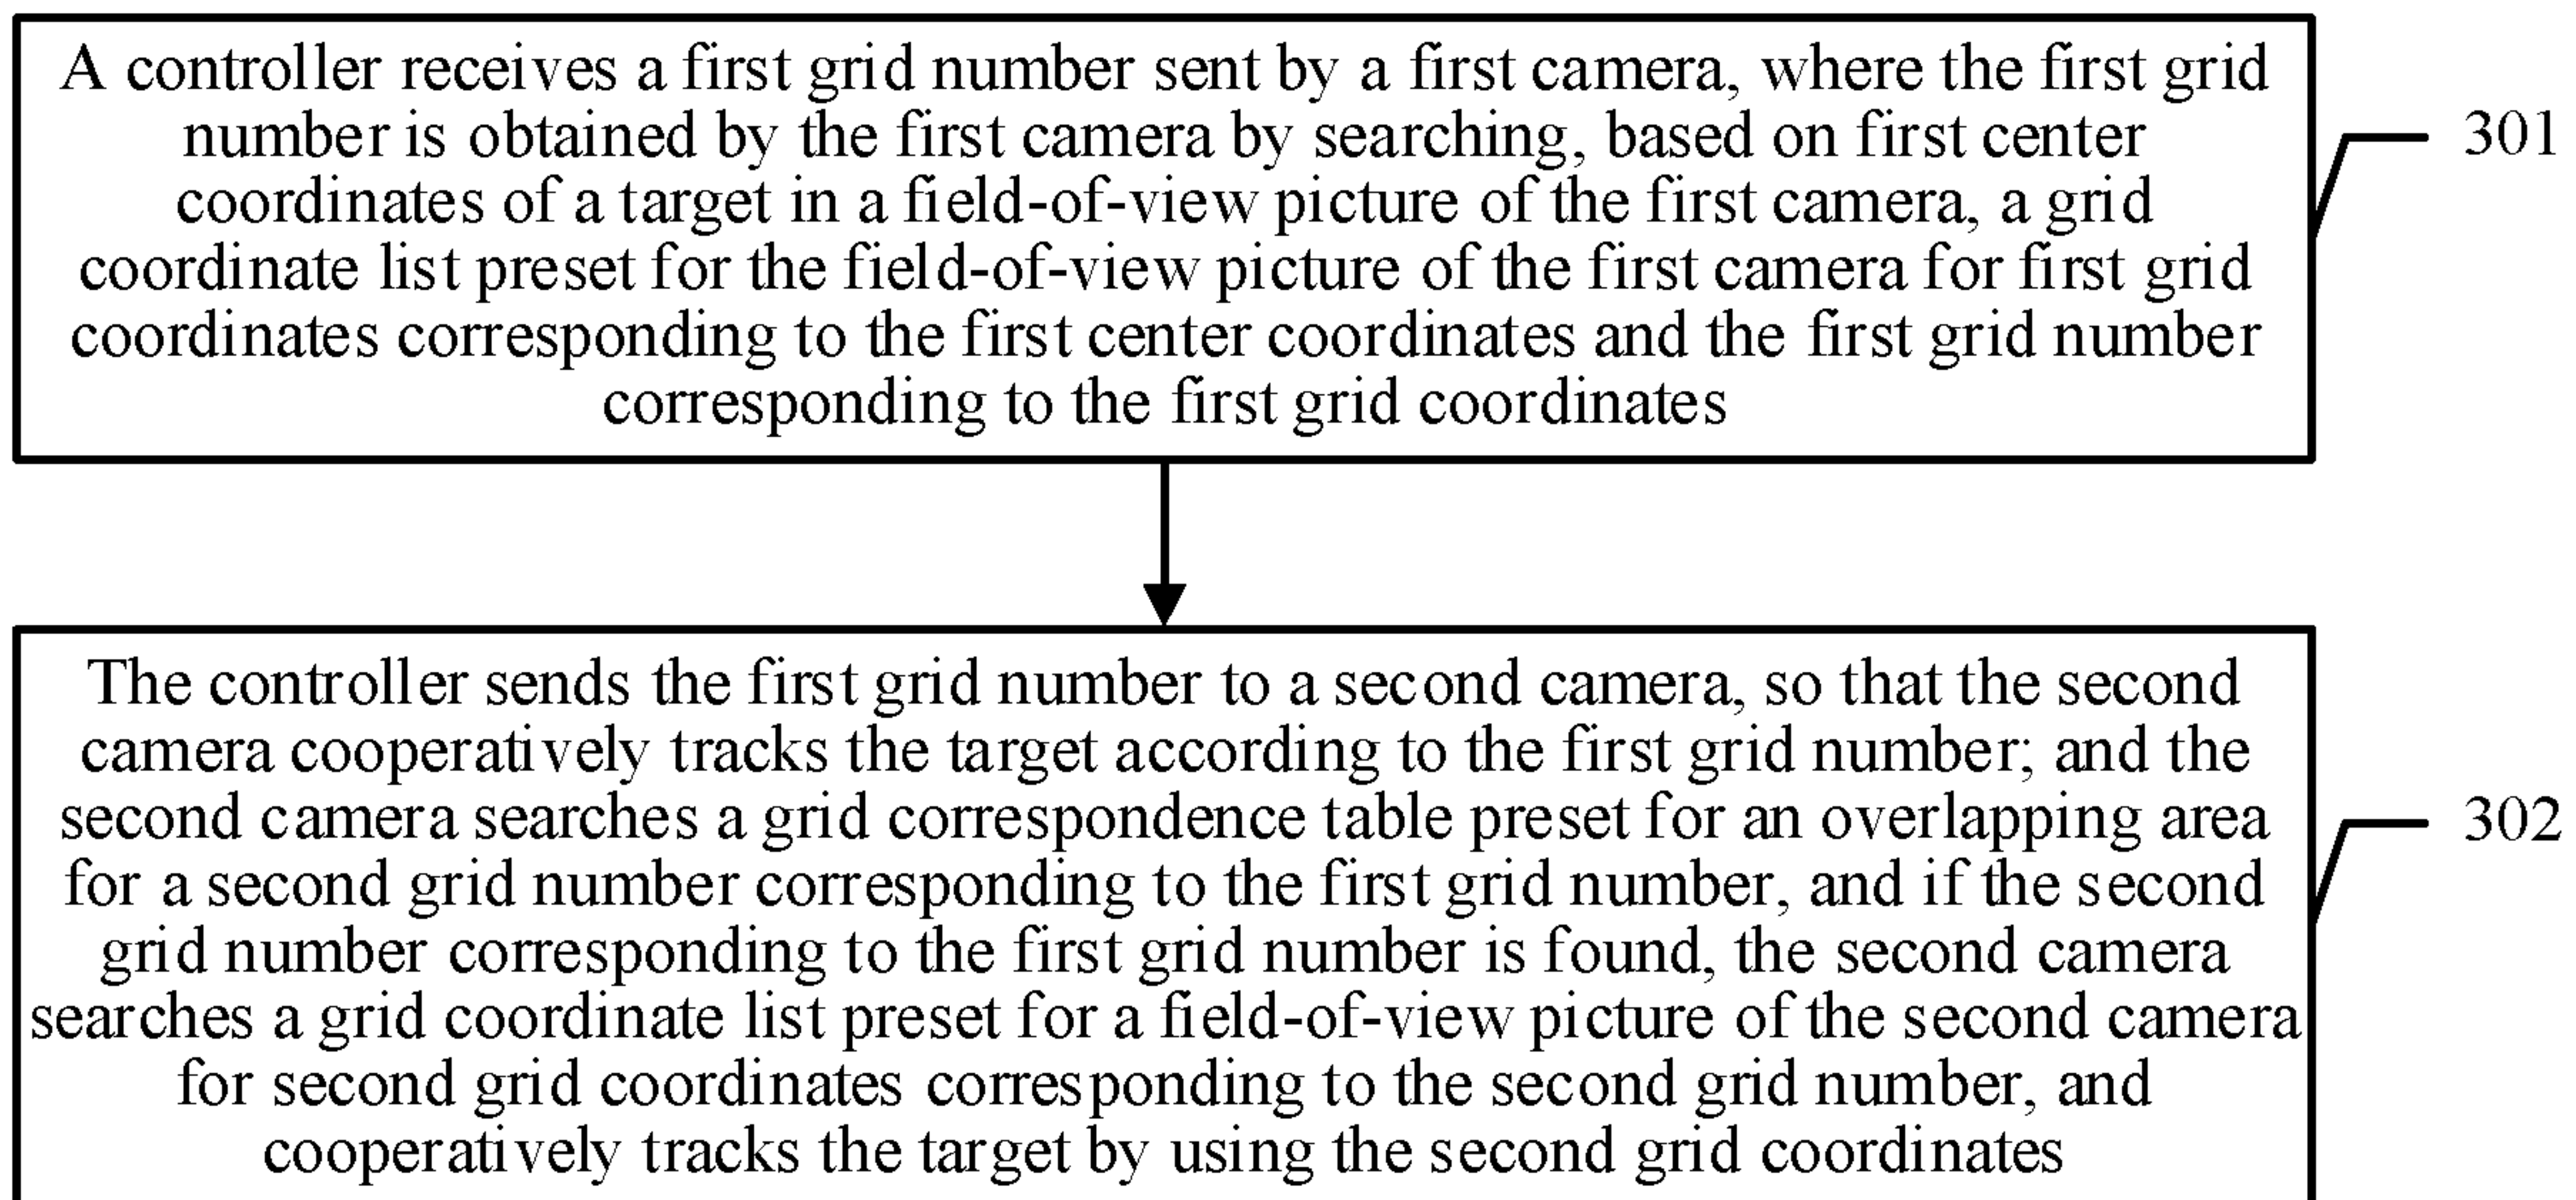 A controller receives a first grid number sent by a first camera, where the first grid
number is obtained by the first camera by searching, based on first center
coordinates of a target in a field-of-view picture of the first camera, a grid
coordinate list preset for the field-of-view picture of the first camera for first grid
coordinates corresponding to the first center coordinates and the first grid number
corresponding to the first grid coordinates
301
The controller sends the first grid number to a second camera, so that the second
camera cooperatively tracks the target according to the first grid number; and the
second camera searches a grid correspondence table preset for an overlapping area
for a second grid number corresponding to the first grid number, and if the second
grid number corresponding to the first grid number is found, the second camera
searches a grid coordinate list preset for a field-of-view picture of the second camera
for second grid coordinates corresponding to the second grid number, and
cooperatively tracks the target by using the second grid coordinates
302